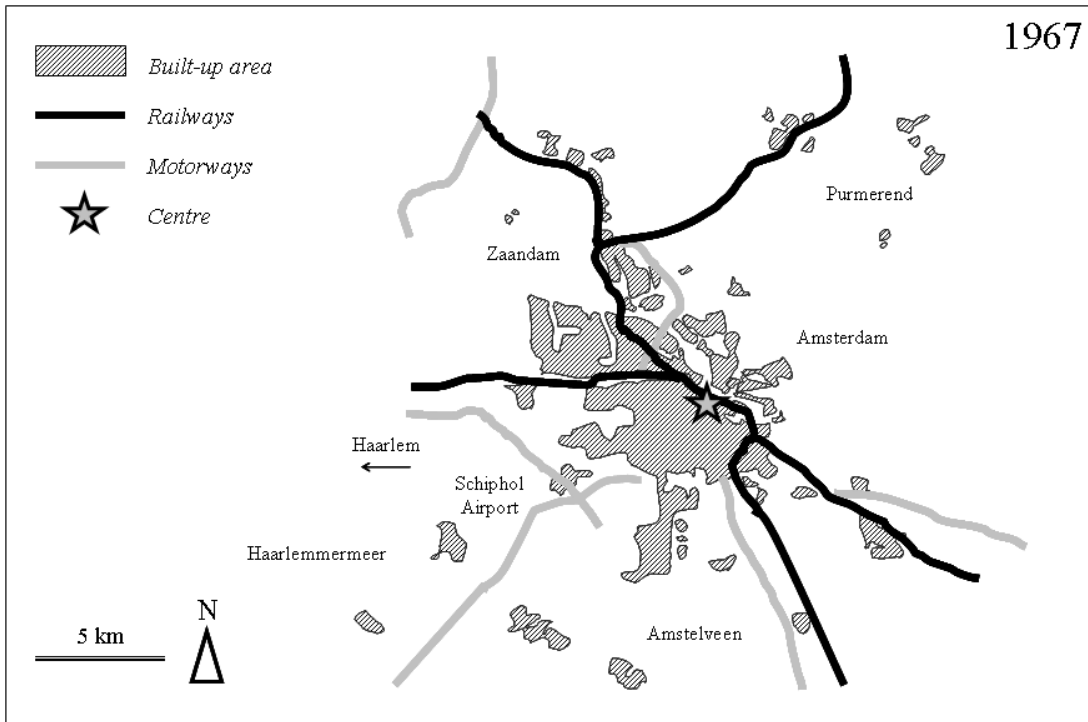 1967
Built-up area
Railways
Motorways
Centre
Purmerend
Zaandam
Amsterdam
Haarlem
Schiphol
Airport
Haarlemmermeer
N
5 km
Amstelveen